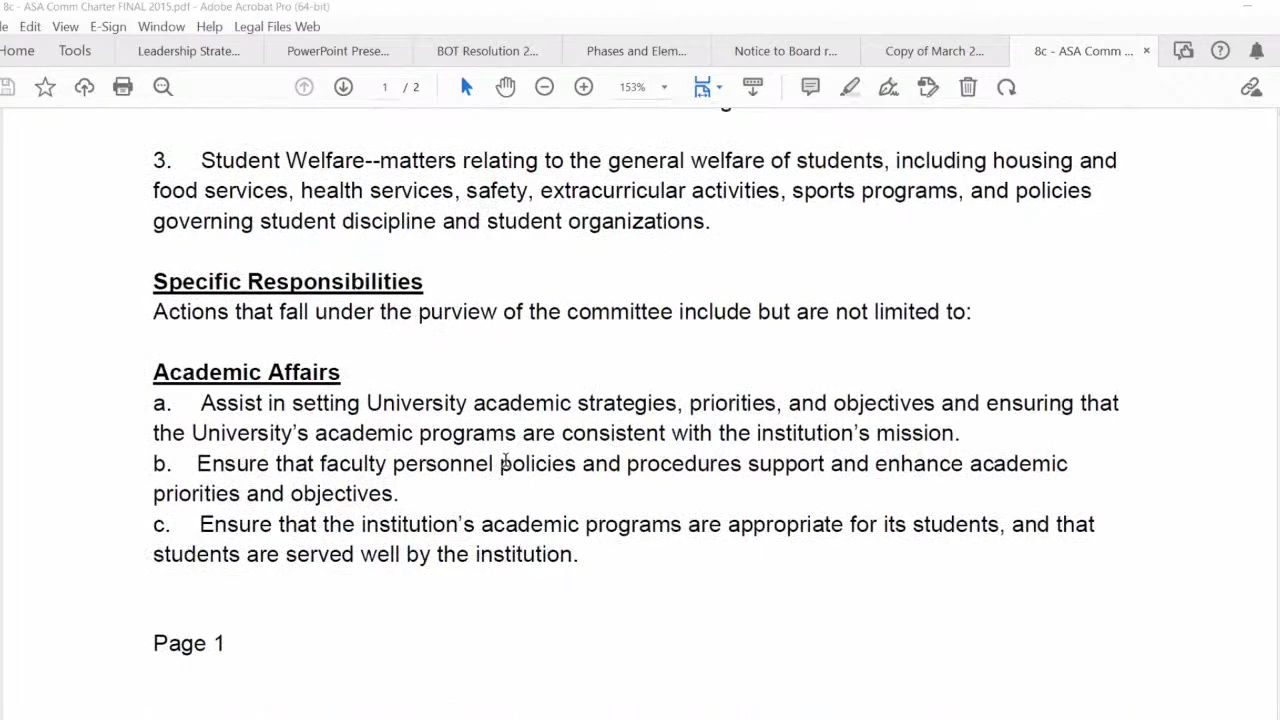 8c - ASA Comm Charter FINAL 2015.pdf - Adobe Acrobat Pro (64-bit)
Edit View E-Sign Window Help Legal Files Web
Home Tools Leadership Strate... PowerPoint Prese... BOT Resolution 2... Phases and Elem... Notice to Board r... Copy of March 2... 8c - ASA Comm ... ×
1 / 2 153%
3. Student Welfare--matters relating to the general welfare of students, including housing and
food services, health services, safety, extracurricular activities, sports programs, and policies
governing student discipline and student organizations.
Specific Responsibilities
Actions that fall under the purview of the committee include but are not limited to:
Academic Affairs
a. Assist in setting University academic strategies, priorities, and objectives and ensuring that
the University’s academic programs are consistent with the institution’s mission.
b. Ensure that faculty personnel policies and procedures support and enhance academic
priorities and objectives.
c. Ensure that the institution’s academic programs are appropriate for its students, and that
students are served well by the institution.
Page 1